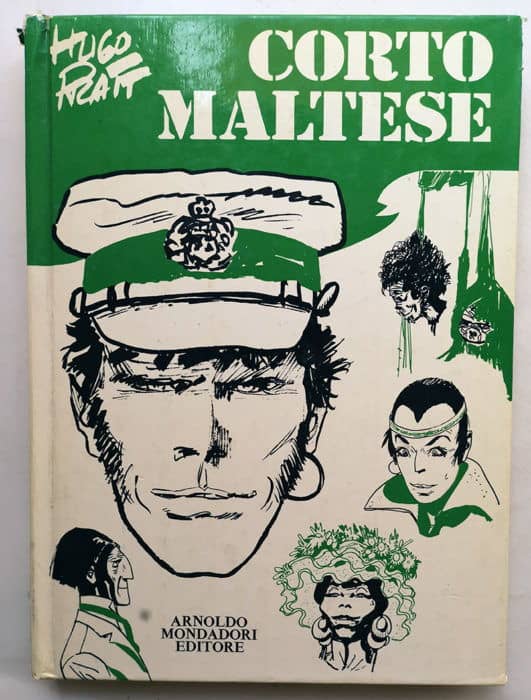 HUGO
PRATT
CORTO
MALTESE
ARNOLDO
MONDADORI
EDITORE